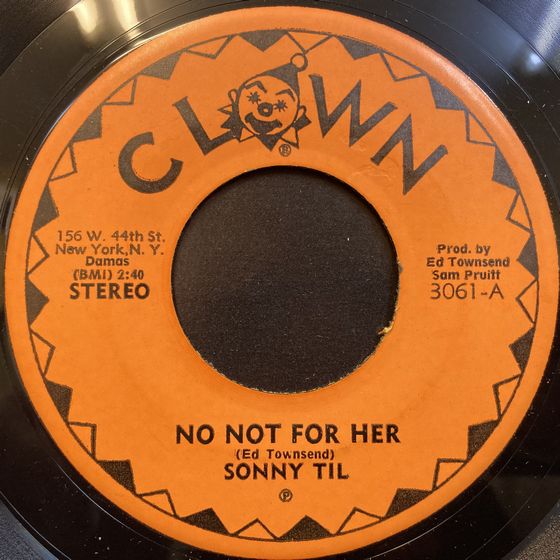 CLOWN
®
156 W. 44th St.
New York, N. Y.
Damas
(BMI) 2:40
STEREO
Prod. by
Ed Townsend
Sam Pruitt
3061-A
NO NOT FOR HER
(Ed Townsend)
SONNY TIL
℗